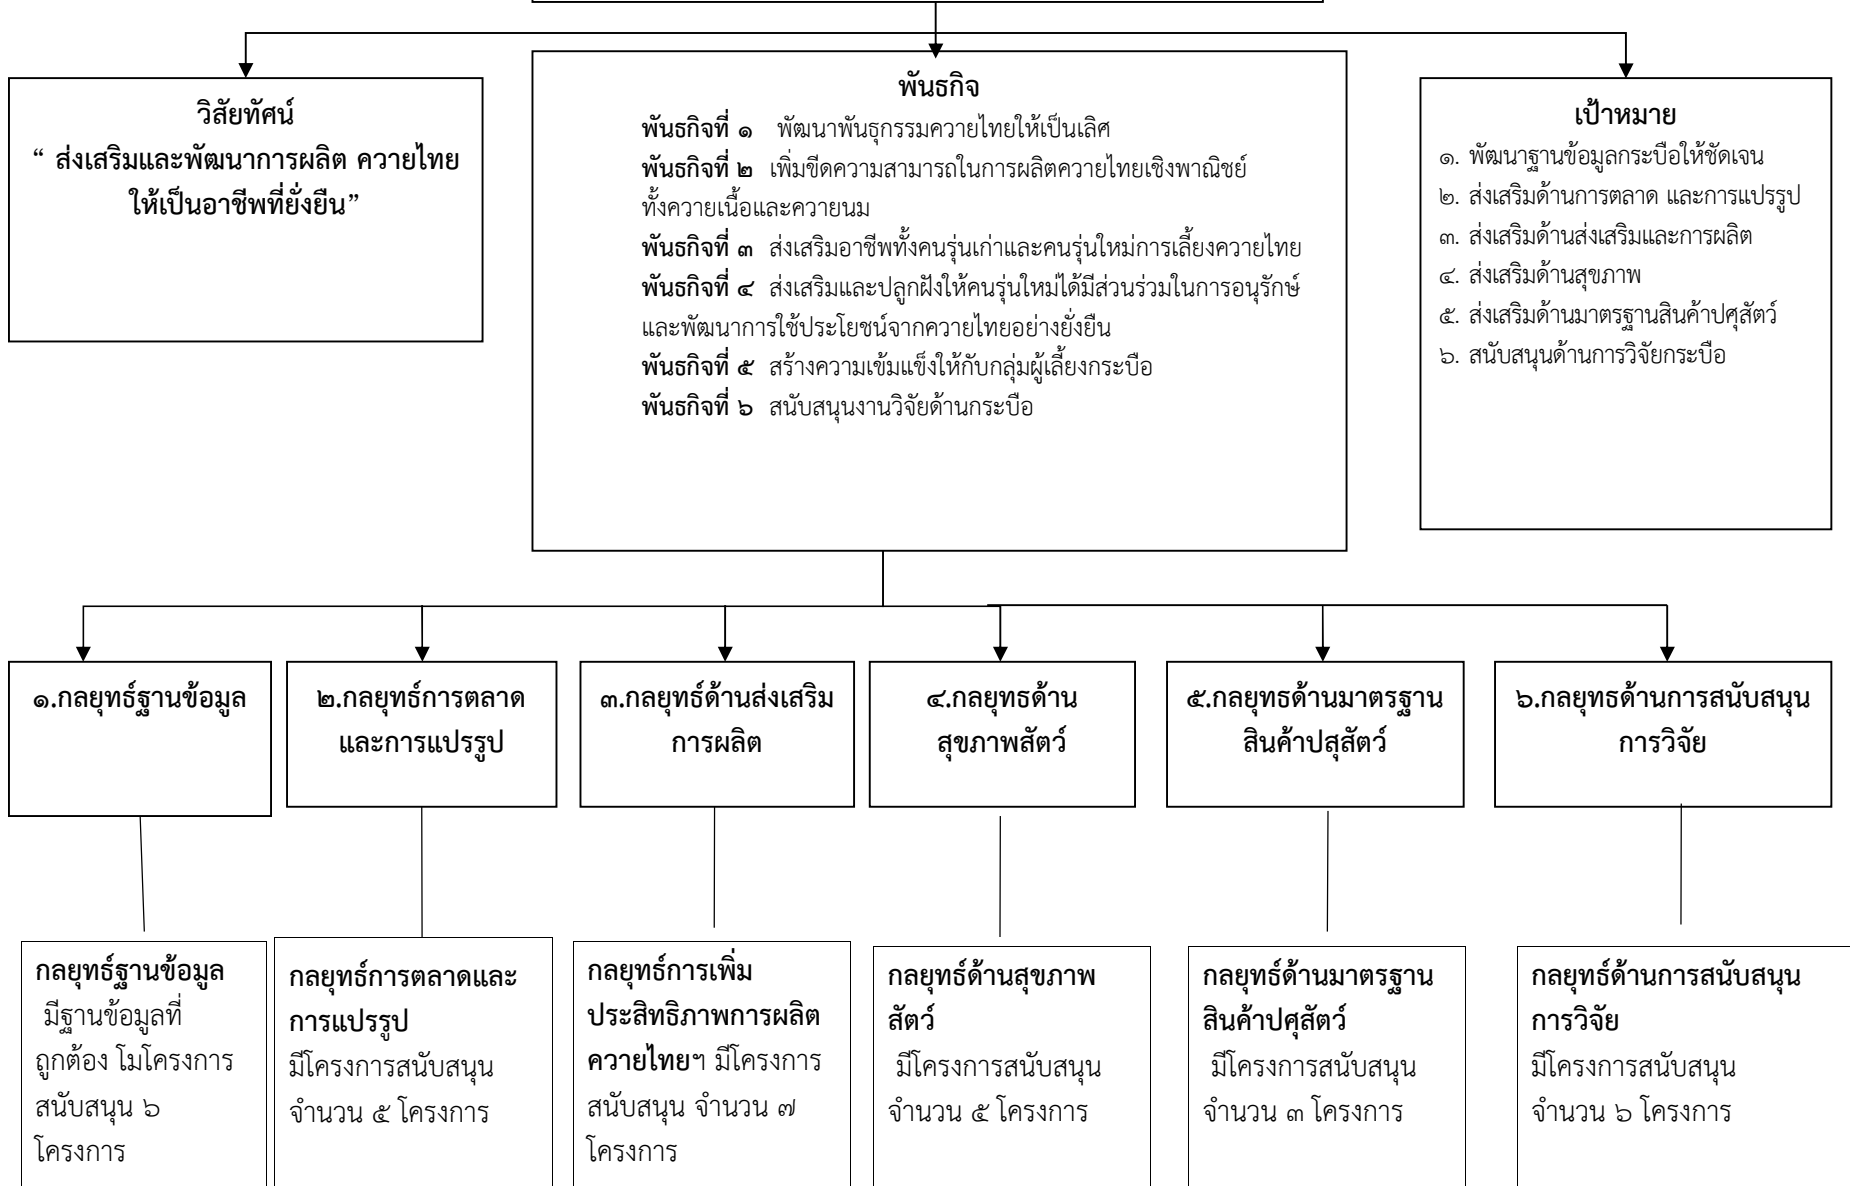 วิสัยทัศน์
“ ส่งเสริมและพัฒนาการผลิต ควายไทย
ให้เป็นอาชีพที่ยั่งยืน”
พันธกิจ
พันธกิจที่ ๑ พัฒนาพันธุกรรมควายไทยให้เป็นเลิศ
พันธกิจที่ ๒ เพิ่มขีดความสามารถในการผลิตควายไทยเชิงพาณิชย์
ทั้งควายเนื้อและควายนม
พันธกิจที่ ๓ ส่งเสริมอาชีพทั้งคนรุ่นเก่าและคนรุ่นใหม่การเลี้ยงควายไทย
พันธกิจที่ ๔ ส่งเสริมและปลูกฝังให้คนรุ่นใหม่ได้มีส่วนร่วมในการอนุรักษ์
และพัฒนาการใช้ประโยชน์จากควายไทยอย่างยั่งยืน
พันธกิจที่ ๕ สร้างความเข้มแข็งให้กับกลุ่มผู้เลี้ยงกระบือ
พันธกิจที่ ๖ สนับสนุนงานวิจัยด้านกระบือ
เป้าหมาย
๑. พัฒนาฐานข้อมูลกระบือให้ชัดเจน
๒. ส่งเสริมด้านการตลาด และการแปรรูป
๓. ส่งเสริมด้านส่งเสริมและการผลิต
๔. ส่งเสริมด้านสุขภาพ
๕. ส่งเสริมด้านมาตรฐานสินค้าปศุสัตว์
๖. สนับสนุนด้านการวิจัยกระบือ
๑.กลยุทธ์ฐานข้อมูล
๒.กลยุทธ์การตลาด
และการแปรรูป
๓.กลยุทธ์ด้านส่งเสริม
การผลิต
๔.กลยุทธด้าน
สุขภาพสัตว์
๕.กลยุทธด้านมาตรฐาน
สินค้าปสุสัตว์
๖.กลยุทธด้านการสนับสนุน
การวิจัย
กลยุทธ์ฐานข้อมูล
มีฐานข้อมูลที่
ถูกต้อง โมโครงการ
สนับสนุน ๖
โครงการ
กลยุทธ์การตลาดและ
การแปรรูป
มีโครงการสนับสนุน
จำนวน ๕ โครงการ
กลยุทธ์การเพิ่ม
ประสิทธิภาพการผลิต
ควายไทยฯ มีโครงการ
สนับสนุน จำนวน ๗
โครงการ
กลยุทธ์ด้านสุขภาพ
สัตว์
มีโครงการสนับสนุน
จำนวน ๕ โครงการ
กลยุทธ์ด้านมาตรฐาน
สินค้าปศุสัตว์
มีโครงการสนับสนุน
จำนวน ๓ โครงการ
กลยุทธ์ด้านการสนับสนุน
การวิจัย
มีโครงการสนับสนุน
จำนวน ๖ โครงการ